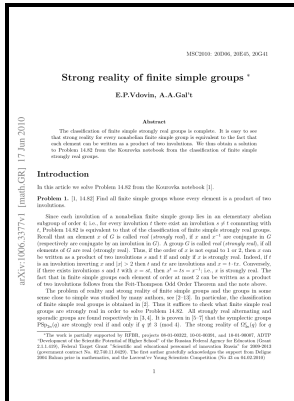 MSC2010: 20D06, 20E45, 20G41
Strong reality of finite simple groups *
E.P.Vdovin, A.A.Gal't
Abstract
The classification of finite simple strongly real groups is complete. It is easy to see
that strong reality for every nonabelian finite simple group is equivalent to the fact that
each element can be written as a product of two involutions. We thus obtain a solution
to Problem 14.82 from the Kourovka notebook from the classification of finite simple
strongly real groups.
Introduction
In this article we solve Problem 14.82 from the Kourovka notebook [1].
Problem 1. [1, 14.82] Find all finite simple groups whose every element is a product of two
involutions.
Since each involution of a nonabelian finite simple group lies in an elementary abelian
subgroup of order 4; i.e., for every involution t there exists an involution s ≠ t commuting with
t, Problem is equivalent to that of the classification of finite simple strongly real groups.
Recall that an element x of G is called real (strongly real), if x and x⁻¹ are conjugate in G
(respectively are conjugate by an involution in G). A group G is called real (strongly real), if all
elements of G are real (strongly real). Thus, if the order of x is not equal to 1 or 2, then x can
be written as a product of two involutions s and t if and only if x is strongly real. Indeed, if t
is an involution inverting x and |x| > 2 then t and tx are involutions and x = t · tx. Conversely,
if there exist involutions s and t with x = st, then xᵗ = ts = x⁻¹; i.e., x is strongly real. The
fact that in finite simple groups each element of order at most 2 can be written as a product
of two involutions follows from the Feit-Thompson Odd Order Theorem and the note above.
The problem of reality and strong reality of finite simple groups and the groups in some
sense close to simple was studied by many authors, see [2–13]. In particular, the classification
of finite simple real groups is obtained in [2]. Thus it suffices to check what simple real
groups are strongly real in order to solve Problem 14.82. All strongly real alternating and
sporadic groups are found respectively in [3, 4]. It is proven in [5–7] that the symplectic groups
PSp₂ₙ(q) are strongly real if and only if q ≢ 3 (mod 4). The strong reality of
1
arXiv:1006.3377v1 [math.GR] 17 Jun 2010